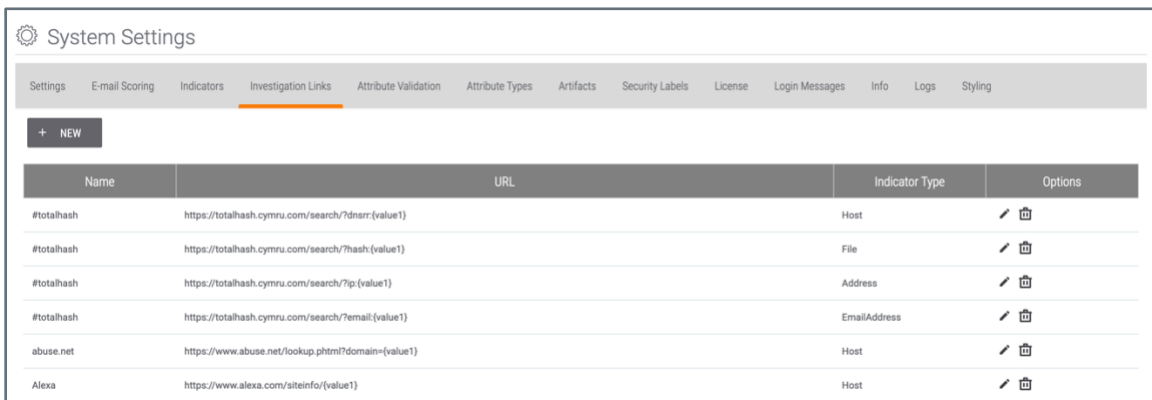 System Settings
Settings E-mail Scoring Indicators Investigation Links Attribute Validation Attribute Types Artifacts Security Labels License Login Messages Info Logs Styling
+ NEW
Name URL Indicator Type Options
#totalhash https://totalhash.cymru.com/search/?dnsrr:{value1} Host
#totalhash https://totalhash.cymru.com/search/?hash:{value1} File
#totalhash https://totalhash.cymru.com/search/?ip:{value1} Address
#totalhash https://totalhash.cymru.com/search/?email:{value1} EmailAddress
abuse.net https://www.abuse.net/lookup.phtml?domain={value1} Host
Alexa https://www.alexa.com/siteinfo/{value1} Host